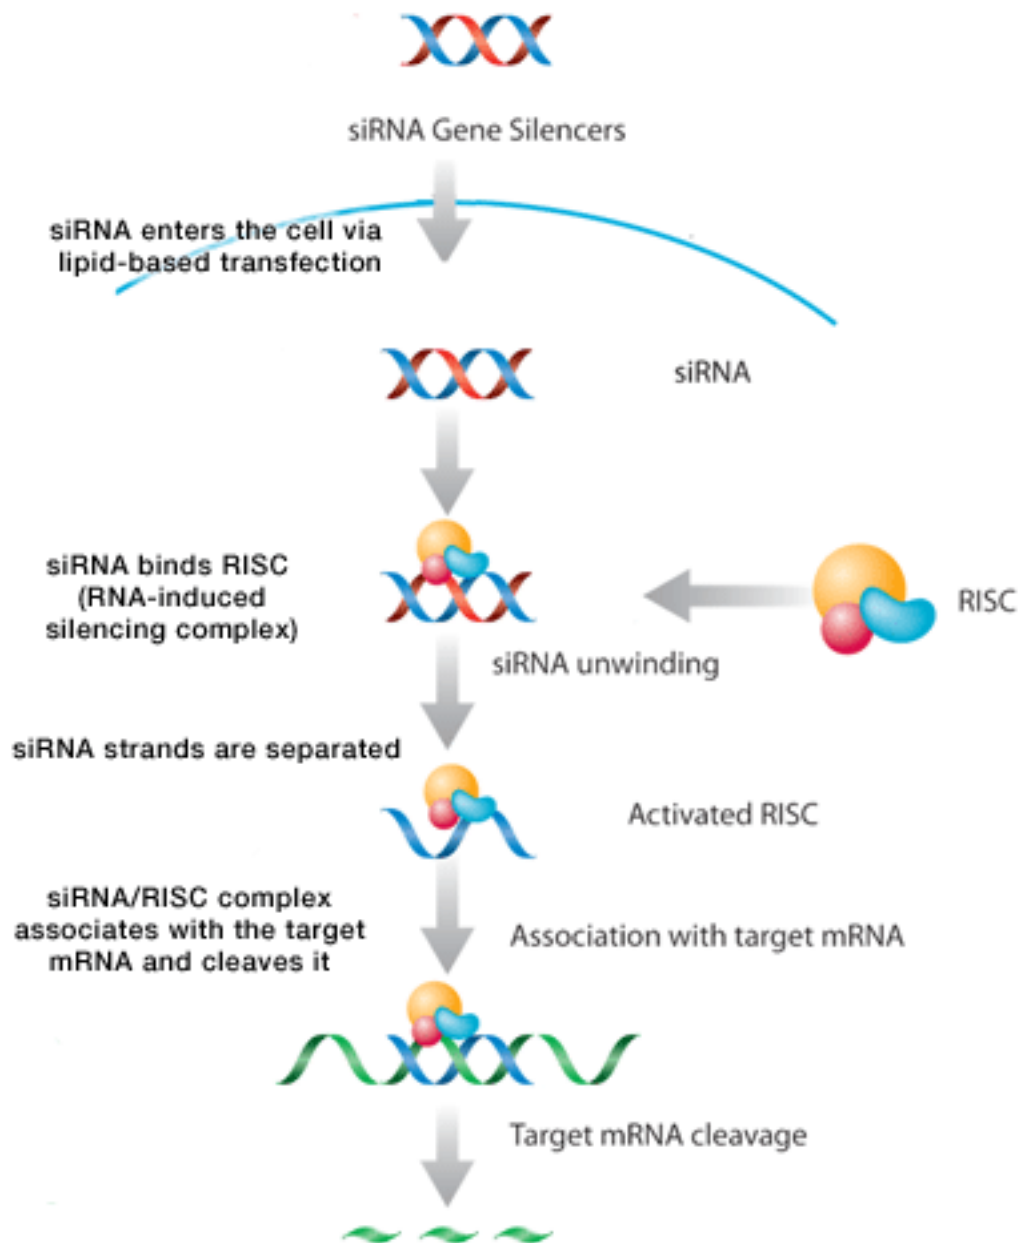 siRNA Gene Silencers
siRNA enters the cell via
lipid-based transfection
siRNA
siRNA binds RISC
(RNA-induced
silencing complex)
RISC
siRNA unwinding
siRNA strands are separated
Activated RISC
siRNA/RISC complex
associates with the target
mRNA and cleaves it
Association with target mRNA
Target mRNA cleavage